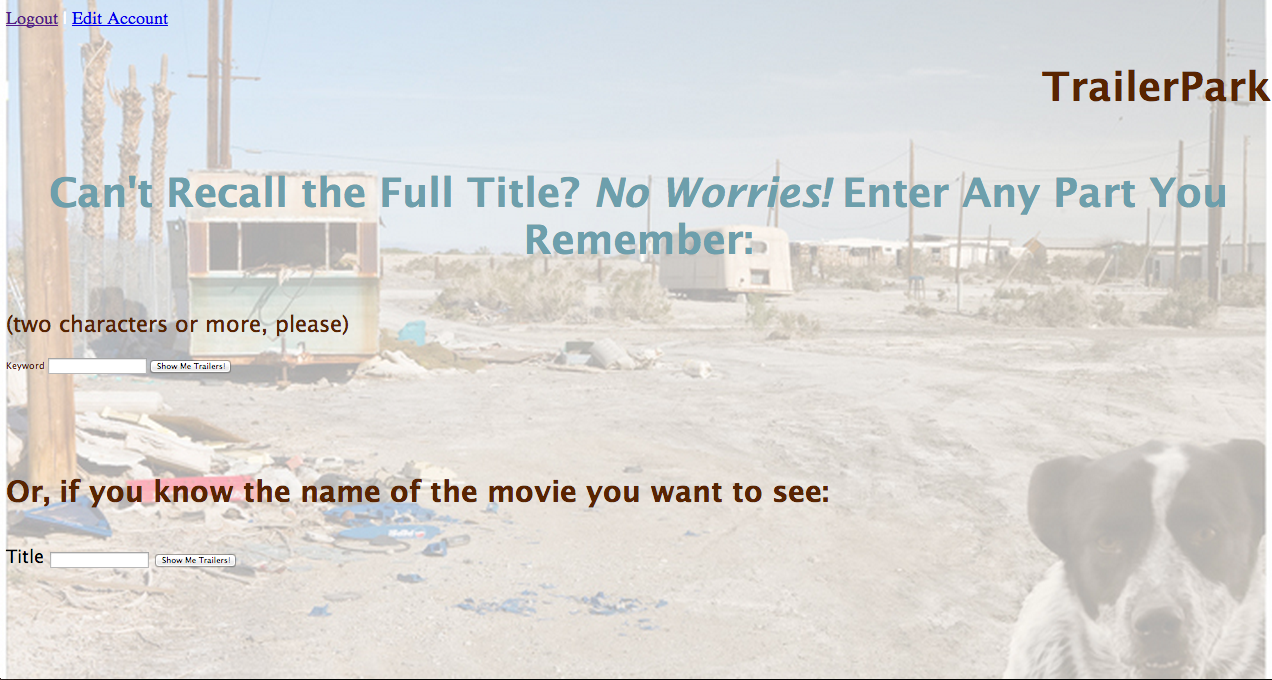 Logout | Edit Account
TrailerPark
Can't Recall the Full Title? No Worries! Enter Any Part You
Remember:
(two characters or more, please)
Keyword Show Me Trailers!
Or, if you know the name of the movie you want to see:
Title Show Me Trailers!